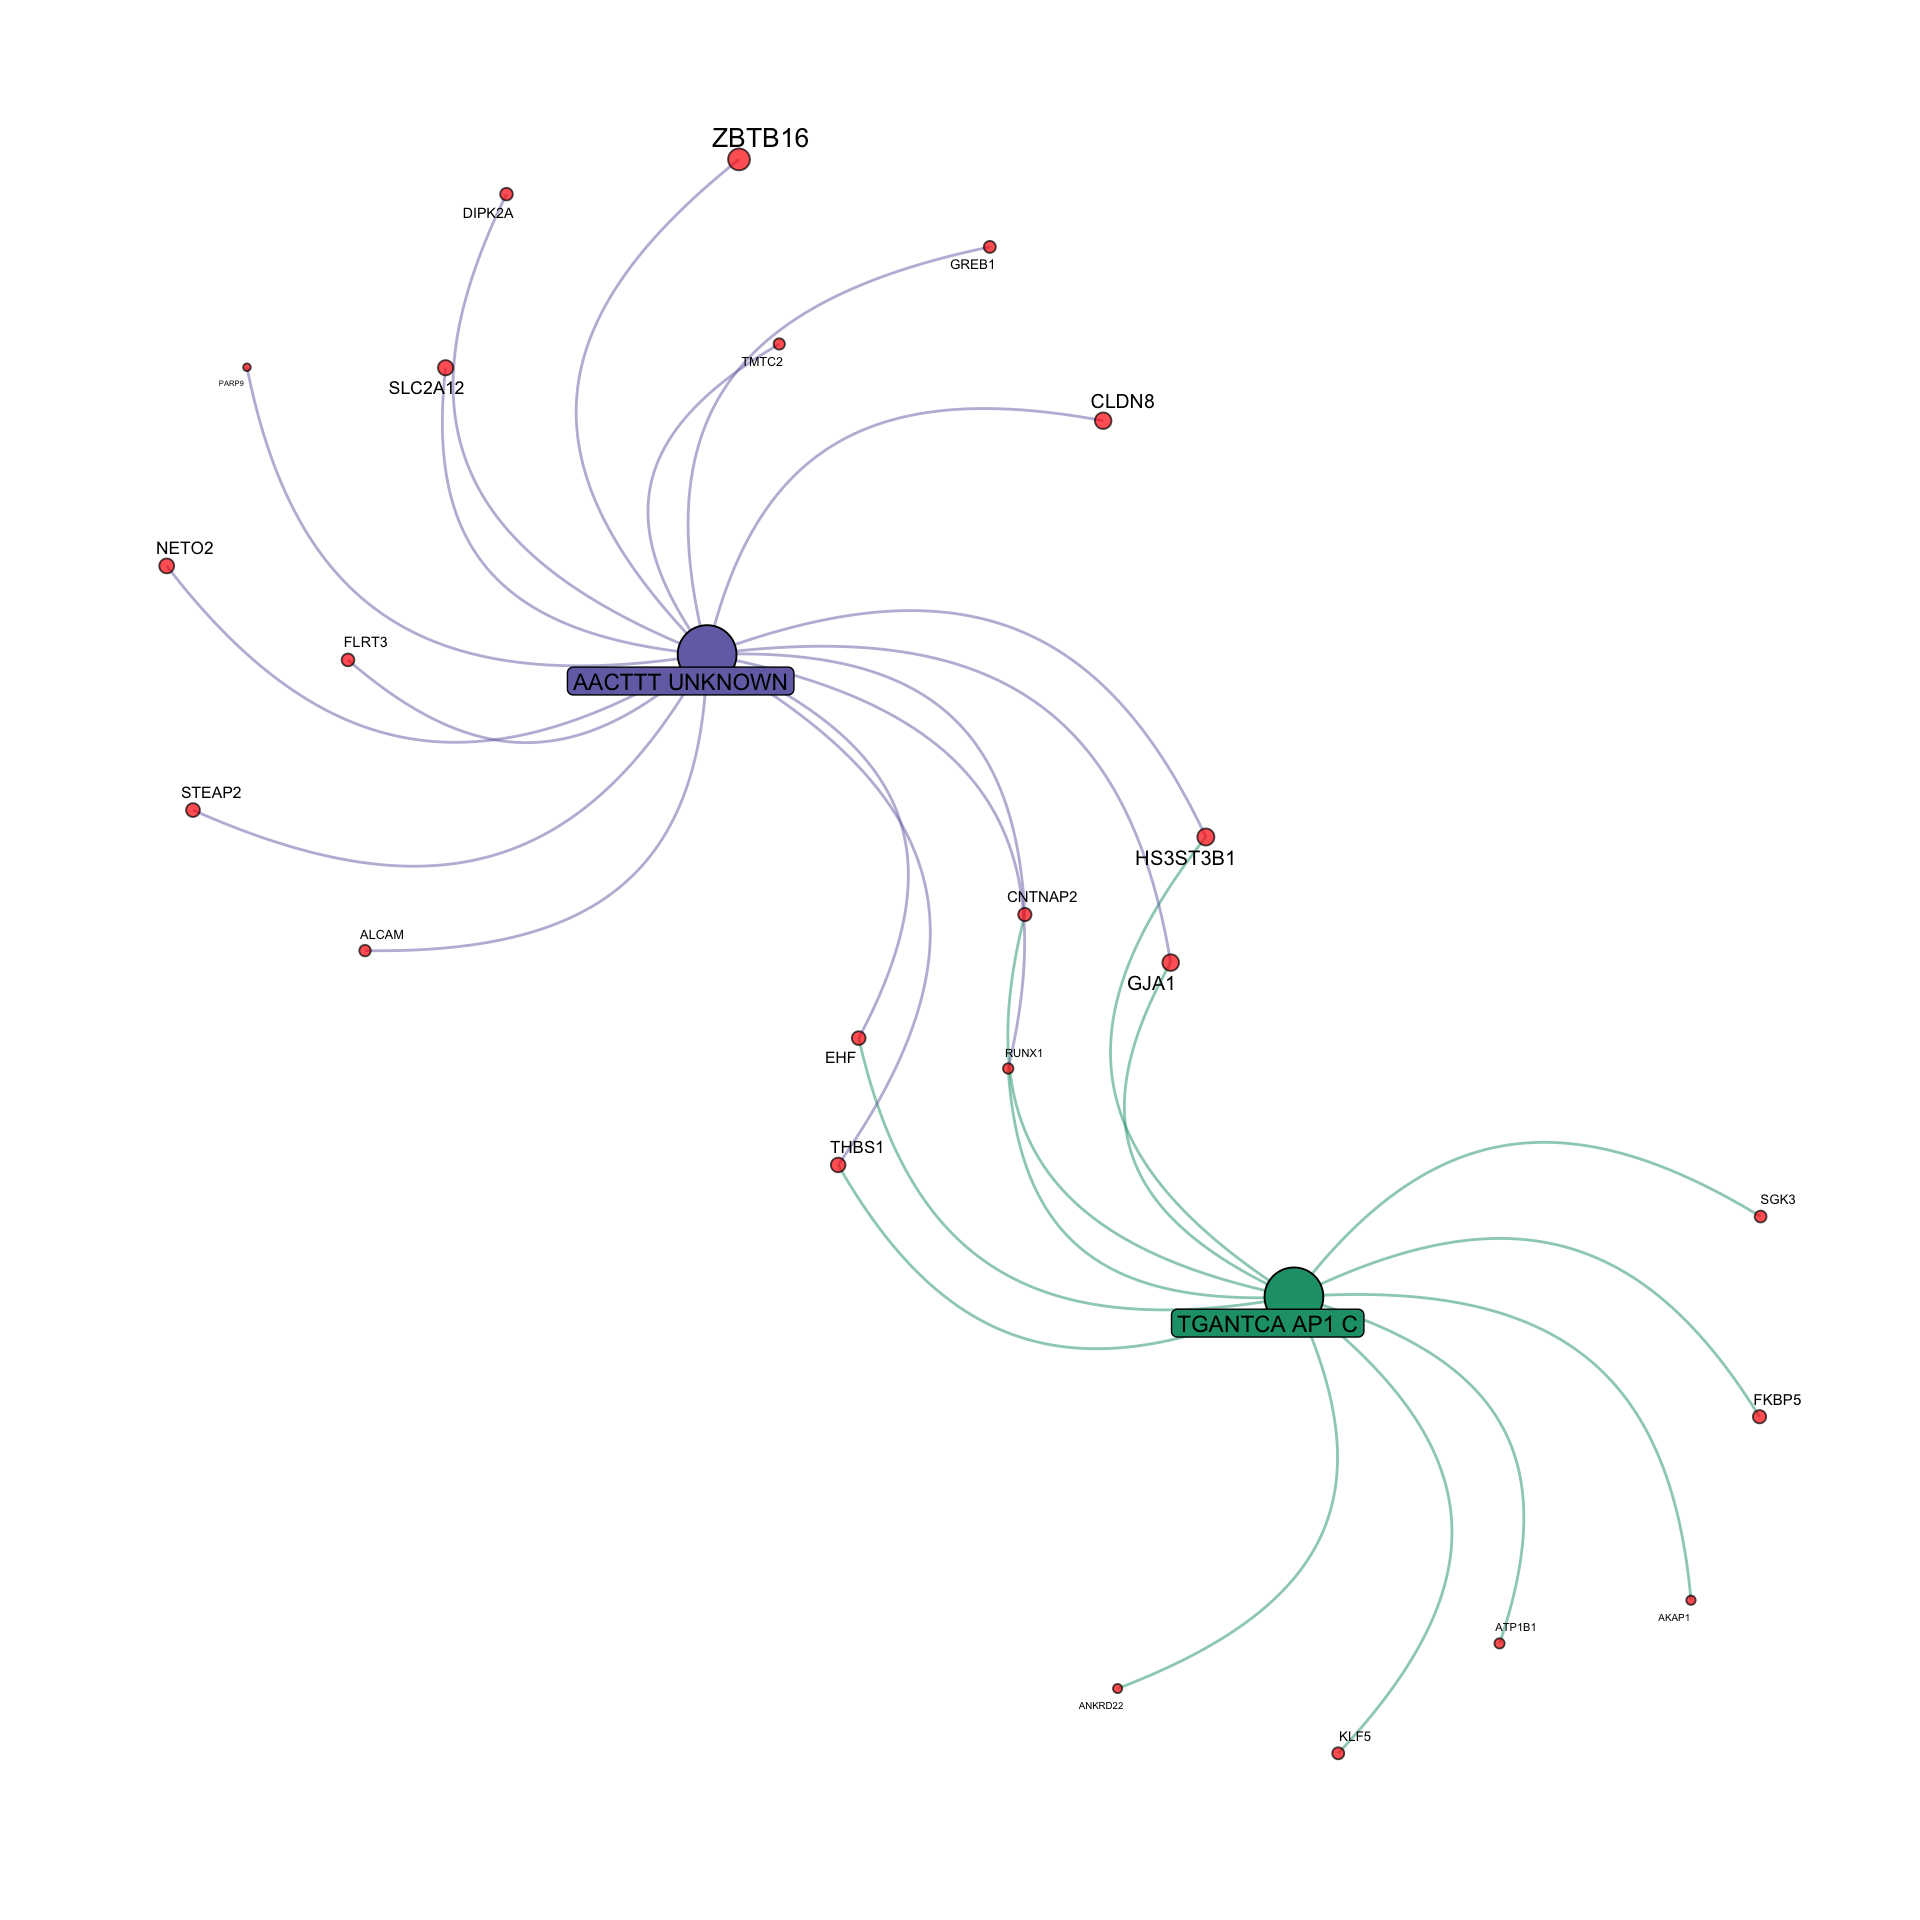 ZBTB16
DIPK2A
GREB1
TMTC2
PARP9
SLC2A12
CLDN8
NETO2
FLRT3
AACTTT UNKNOWN
STEAP2
HS3ST3B1
CNTNAP2
ALCAM
GJA1
EHF
RUNX1
THBS1
SGK3
TGANTCA AP1 C
FKBP5
AKAP1
ATP1B1
ANKRD22
KLF5